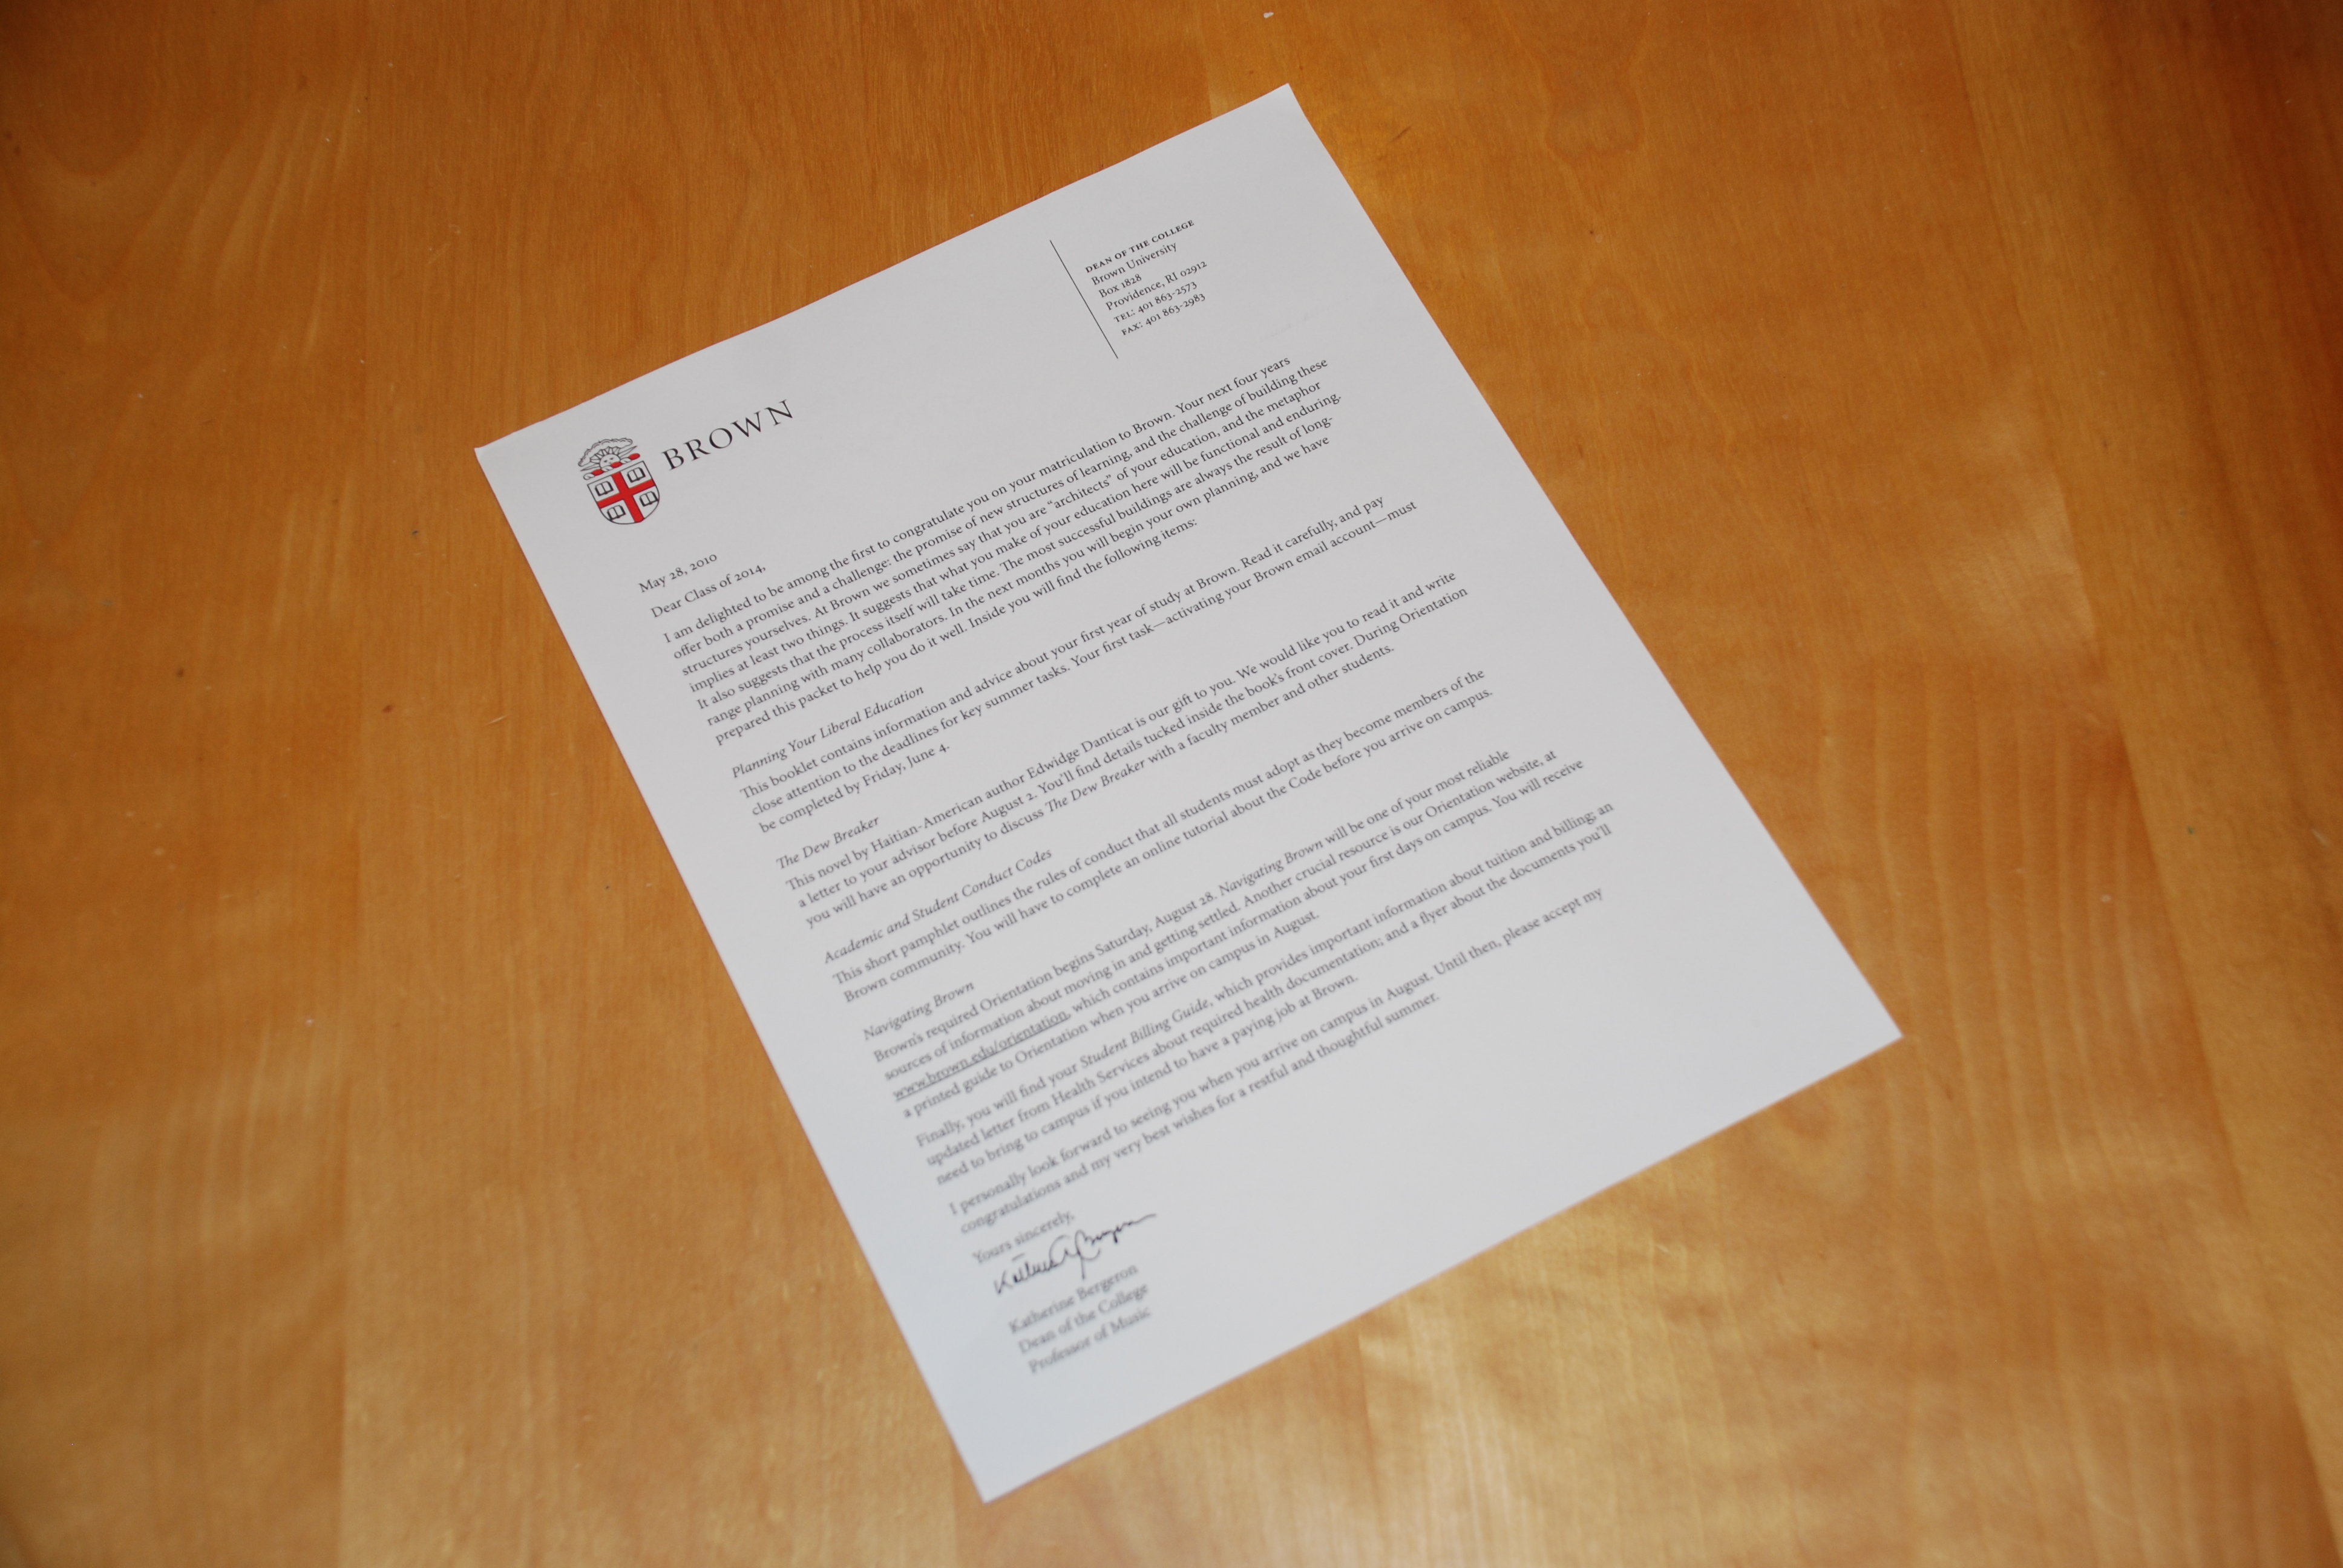 BROWN
DEAN OF THE COLLEGE
Brown University
Box 1828
Providence, RI 02912
TEL: 401 863-2573
FAX: 401 863-2983
May 28, 2010
Dear Class of 2014,
I am delighted to be among the first to congratulate you on your matriculation to Brown. Your next four years
offer both a promise and a challenge: the promise of new structures of learning, and the challenge of building these
structures yourselves. At Brown we sometimes say that you are “architects” of your education, and the metaphor
implies at least two things. It suggests that what you make of your education here will be functional and enduring.
It also suggests that the process itself will take time. The most successful buildings are always the result of long-
range planning with many collaborators. In the next months you will begin your own planning, and we have
prepared this packet to help you do it well. Inside you will find the following items:
Planning Your Liberal Education
This booklet contains information and advice about your first year of study at Brown. Read it carefully, and pay
close attention to the deadlines for key summer tasks. Your first task—activating your Brown email account—must
be completed by Friday, June 4.
The Dew Breaker
This novel by Haitian-American author Edwidge Danticat is our gift to you. We would like you to read it and write
a letter to your advisor before August 2. You'll find details tucked inside the book's front cover. During Orientation
you will have an opportunity to discuss The Dew Breaker with a faculty member and other students.
Academic and Student Conduct Codes
This short pamphlet outlines the rules of conduct that all students must adopt as they become members of the
Brown community. You will have to complete an online tutorial about the Code before you arrive on campus.
Navigating Brown
Brown's required Orientation begins Saturday, August 28. Navigating Brown will be one of your most reliable
sources of information about moving in and getting settled. Another crucial resource is our Orientation website, at
www.brown.edu/orientation, which contains important information about your first days on campus. You will receive
a printed guide to Orientation when you arrive on campus in August.
Finally, you will find your Student Billing Guide, which provides important information about tuition and billing; an
updated letter from Health Services about required health documentation; and a flyer about the documents you'll
need to bring to campus if you intend to have a paying job at Brown.
I personally look forward to seeing you when you arrive on campus in August. Until then, please accept my
congratulations and my very best wishes for a restful and thoughtful summer.
Yours sincerely,
Katherine Bergeron
Katherine Bergeron
Dean of the College
Professor of Music